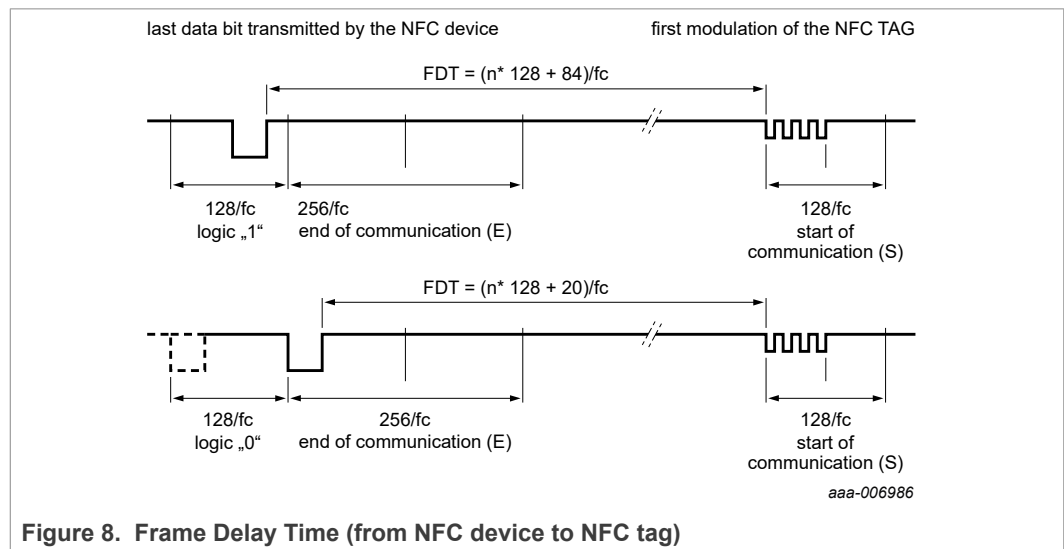 last data bit transmitted by the NFC device
first modulation of the NFC TAG
FDT = (n* 128 + 84)/fc
128/fc
logic „1“
256/fc
end of communication (E)
128/fc
start of
communication (S)
FDT = (n* 128 + 20)/fc
128/fc
logic „0“
256/fc
end of communication (E)
128/fc
start of
communication (S)
aaa-006986
Figure 8. Frame Delay Time (from NFC device to NFC tag)